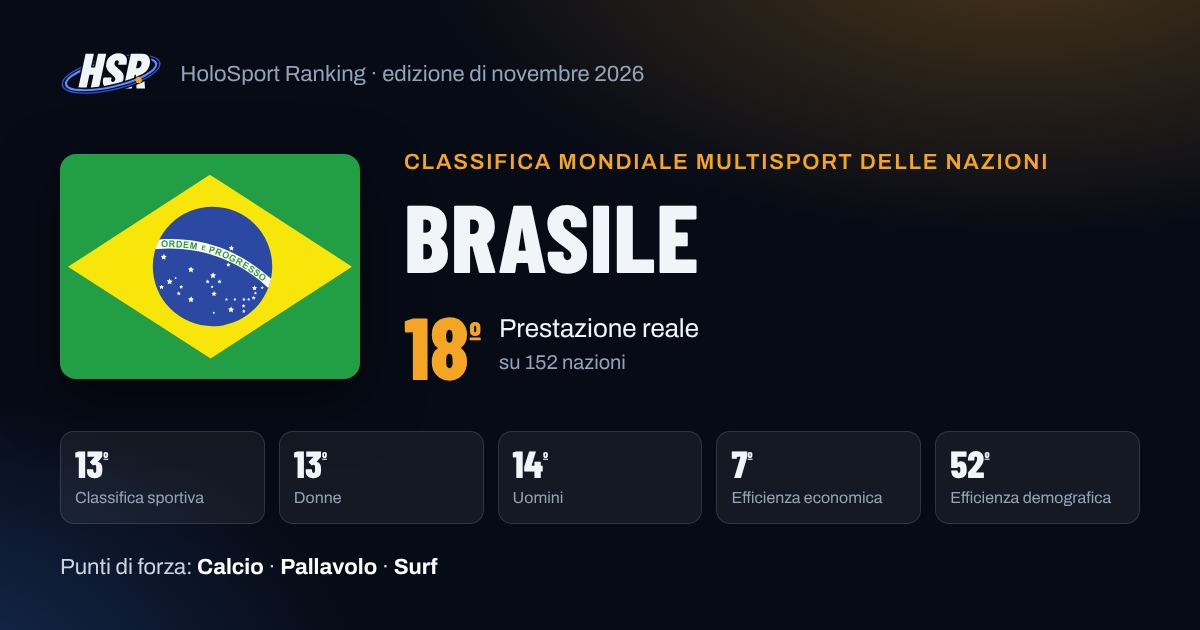 HSR HoloSport Ranking · edizione di novembre 2026
CLASSIFICA MONDIALE MULTISPORT DELLE NAZIONI
ORDEM E PROGRESSO
BRASILE
18º Prestazione reale
su 152 nazioni
13º
Classifica sportiva
13º
Donne
14º
Uomini
7º
Efficienza economica
52º
Efficienza demografica
Punti di forza: Calcio · Pallavolo · Surf